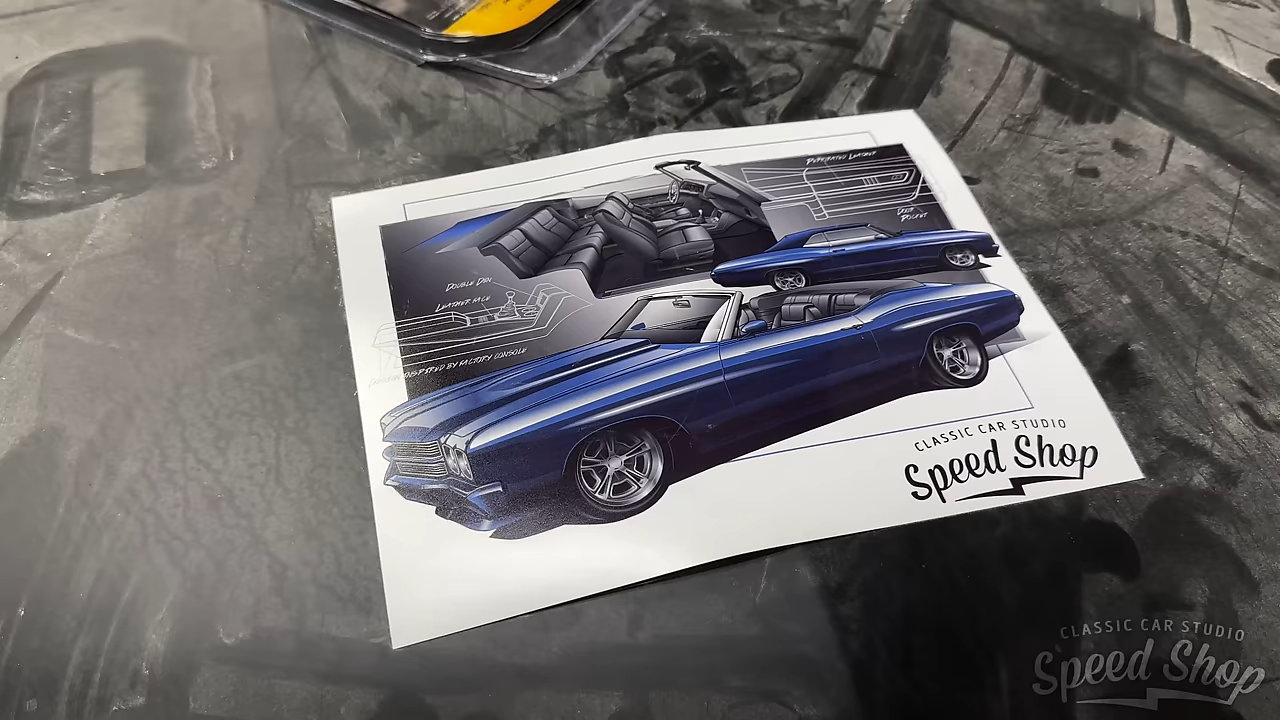 PERFORATED LEATHER
DOOR
POCKET
DOUBLE DIN
LEATHER FACE
CONSOLE INSPIRED BY FACTORY CONSOLE
CLASSIC CAR STUDIO
Speed Shop
CLASSIC CAR STUDIO
Speed Shop